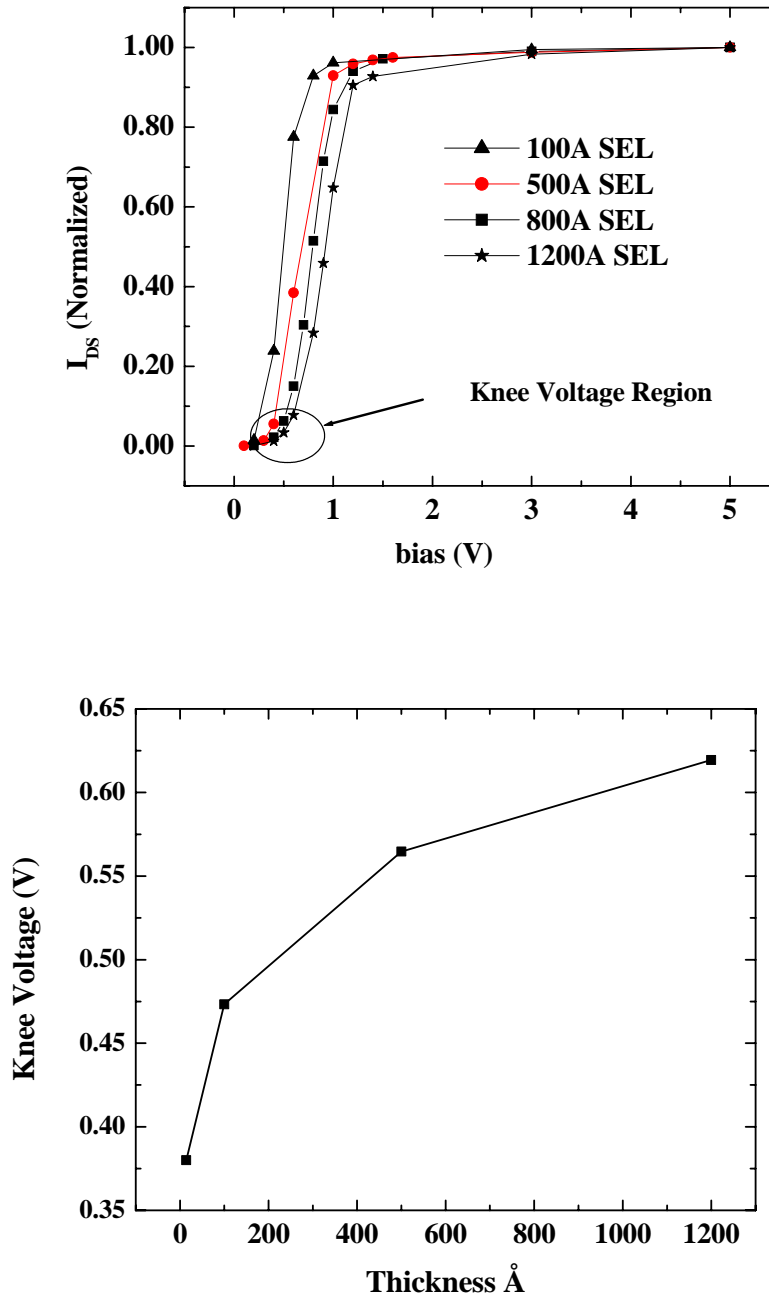 1.00
0.80
0.60
0.40
0.20
0.00
I_DS (Normalized)
100A SEL
500A SEL
800A SEL
1200A SEL
Knee Voltage Region
0 1 2 3 4 5
bias (V)
0.65
0.60
0.55
0.50
0.45
0.40
0.35
Knee Voltage (V)
0 200 400 600 800 1000 1200
Thickness Å